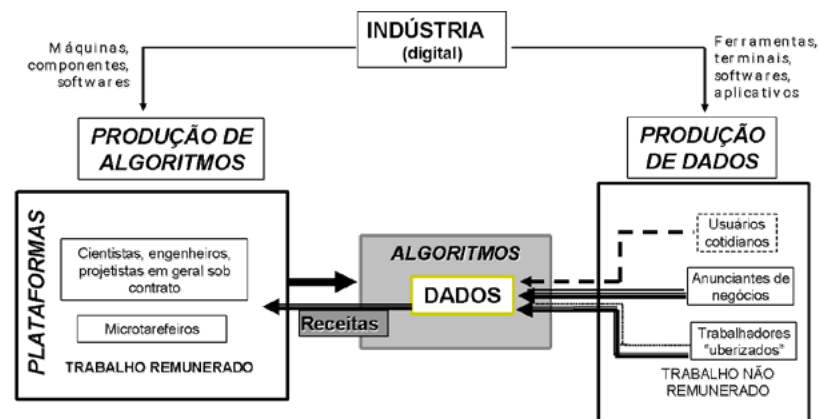 INDÚSTRIA
(digital)
Máquinas,
componentes,
softwares
Ferramentas,
terminais,
softwares,
aplicativos
PRODUÇÃO DE
ALGORITMOS
PRODUÇÃO
DE DADOS
PLATAFORMAS
Cientistas, engenheiros,
projetistas em geral sob
contrato
Microtarefeiros
TRABALHO REMUNERADO
ALGORITMOS
DADOS
Receitas
Usuários
cotidianos
Anunciantes de
negócios
Trabalhadores
"uberizados"
TRABALHO NÃO
REMUNERADO